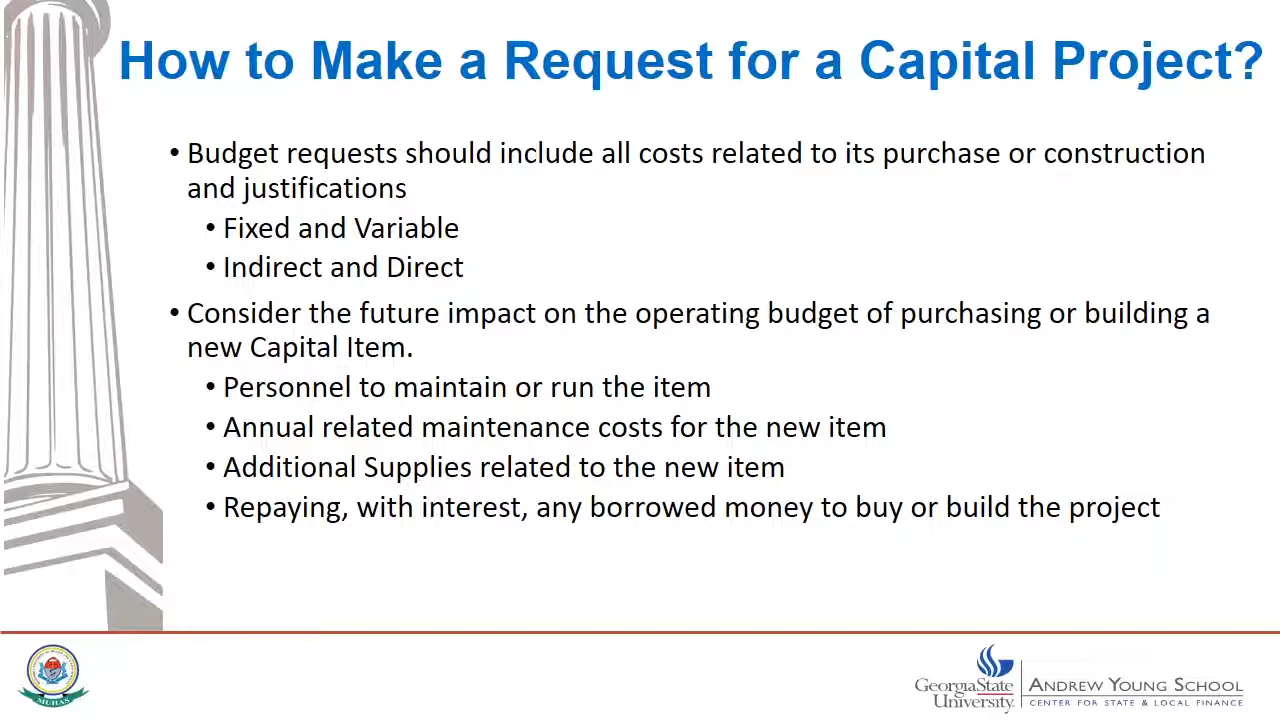 How to Make a Request for a Capital Project?
• Budget requests should include all costs related to its purchase or construction
and justifications
• Fixed and Variable
• Indirect and Direct
• Consider the future impact on the operating budget of purchasing or building a
new Capital Item.
• Personnel to maintain or run the item
• Annual related maintenance costs for the new item
• Additional Supplies related to the new item
• Repaying, with interest, any borrowed money to buy or build the project
MUHAS
GeorgiaState
University
ANDREW YOUNG SCHOOL
CENTER FOR STATE & LOCAL FINANCE